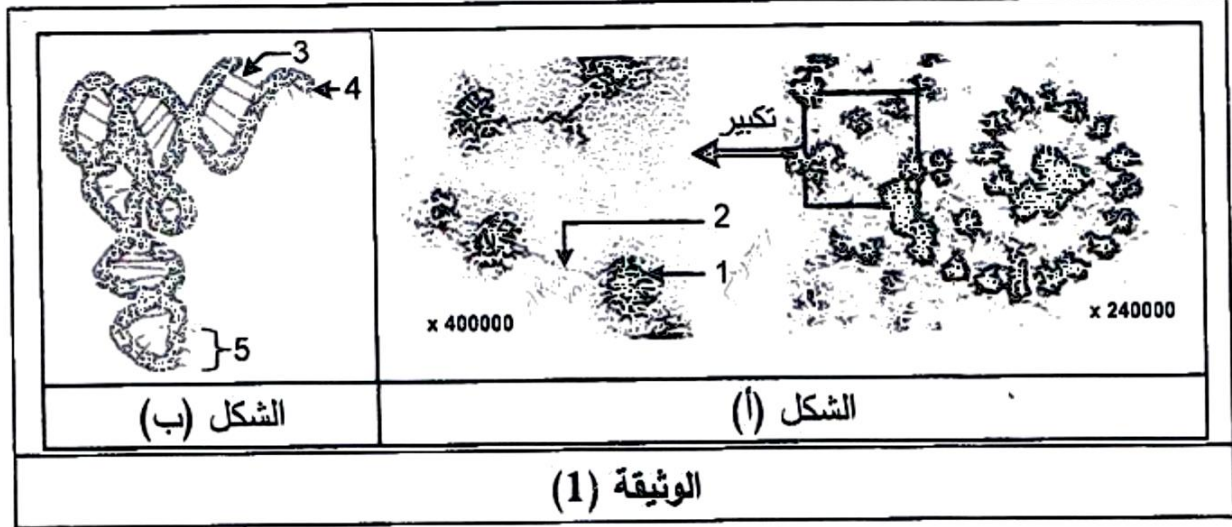 3
4
5
تكبير
2
1
x 400000
x 240000
الشكل (أ)
الشكل (ب)
الوثيقة (1)